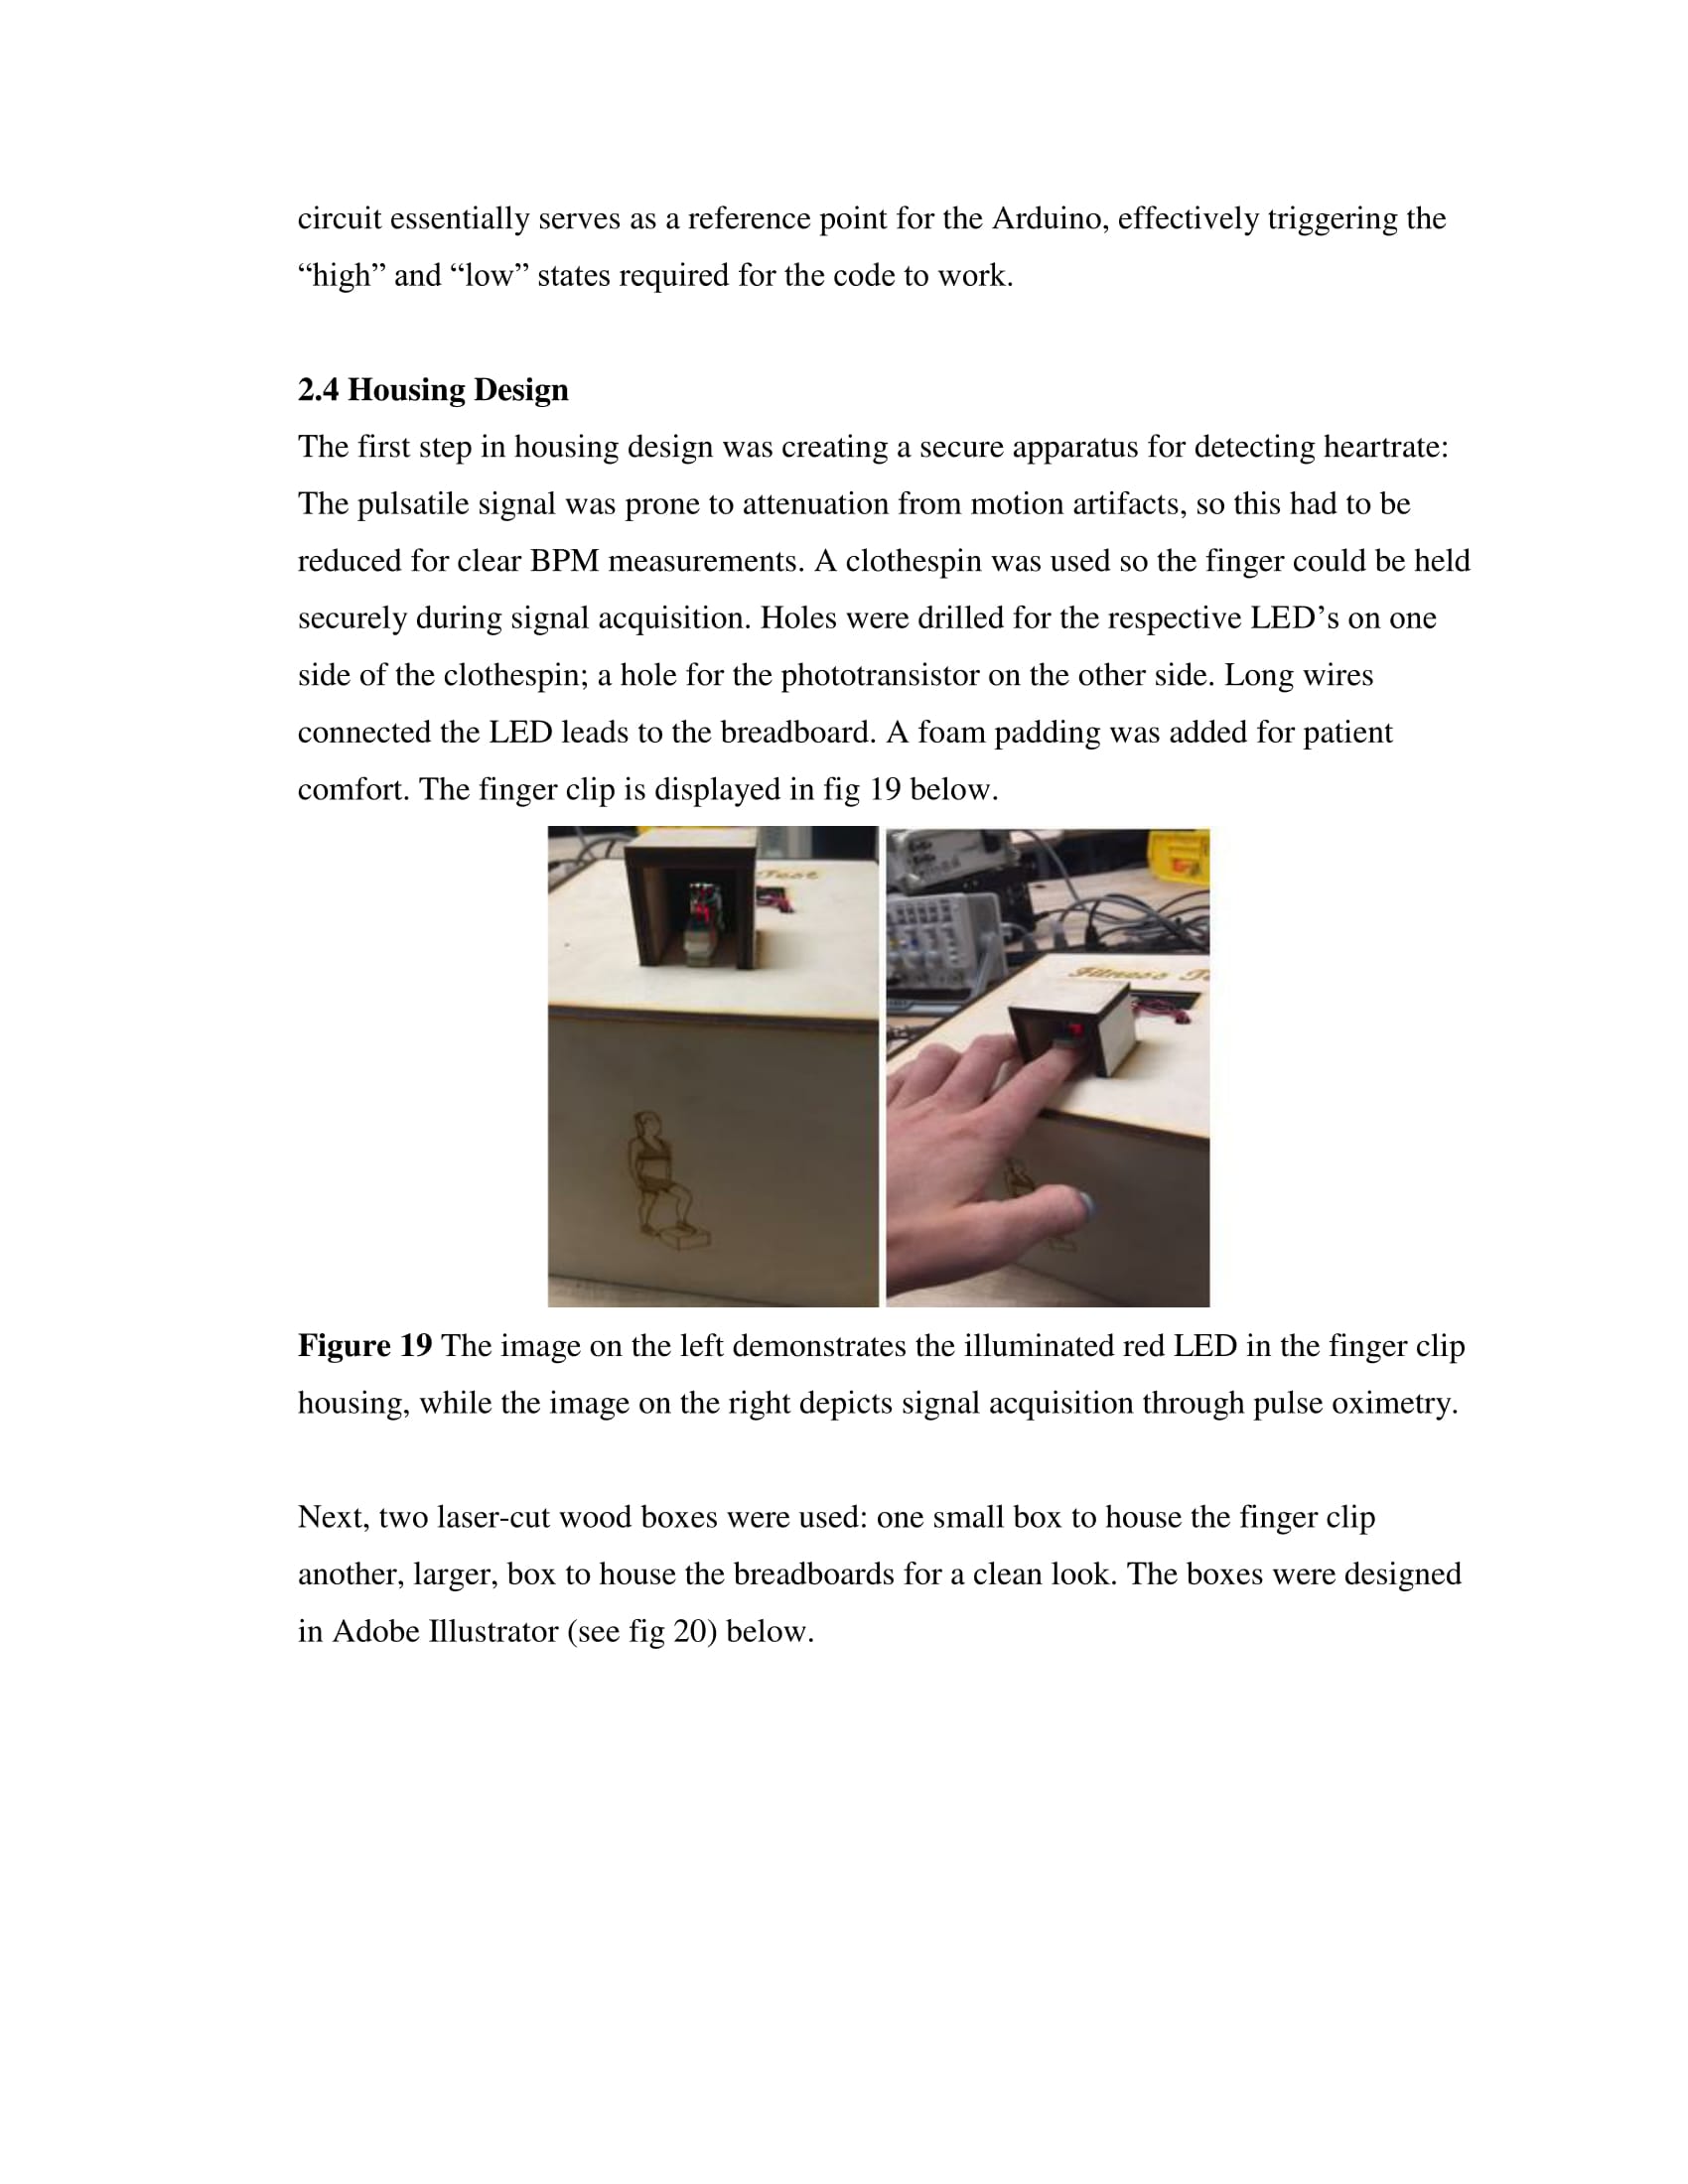 circuit essentially serves as a reference point for the Arduino, effectively triggering the
“high” and “low” states required for the code to work.
2.4 Housing Design
The first step in housing design was creating a secure apparatus for detecting heartrate:
The pulsatile signal was prone to attenuation from motion artifacts, so this had to be
reduced for clear BPM measurements. A clothespin was used so the finger could be held
securely during signal acquisition. Holes were drilled for the respective LED’s on one
side of the clothespin; a hole for the phototransistor on the other side. Long wires
connected the LED leads to the breadboard. A foam padding was added for patient
comfort. The finger clip is displayed in fig 19 below.
Test
Fitness T
Figure 19 The image on the left demonstrates the illuminated red LED in the finger clip
housing, while the image on the right depicts signal acquisition through pulse oximetry.
Next, two laser-cut wood boxes were used: one small box to house the finger clip
another, larger, box to house the breadboards for a clean look. The boxes were designed
in Adobe Illustrator (see fig 20) below.